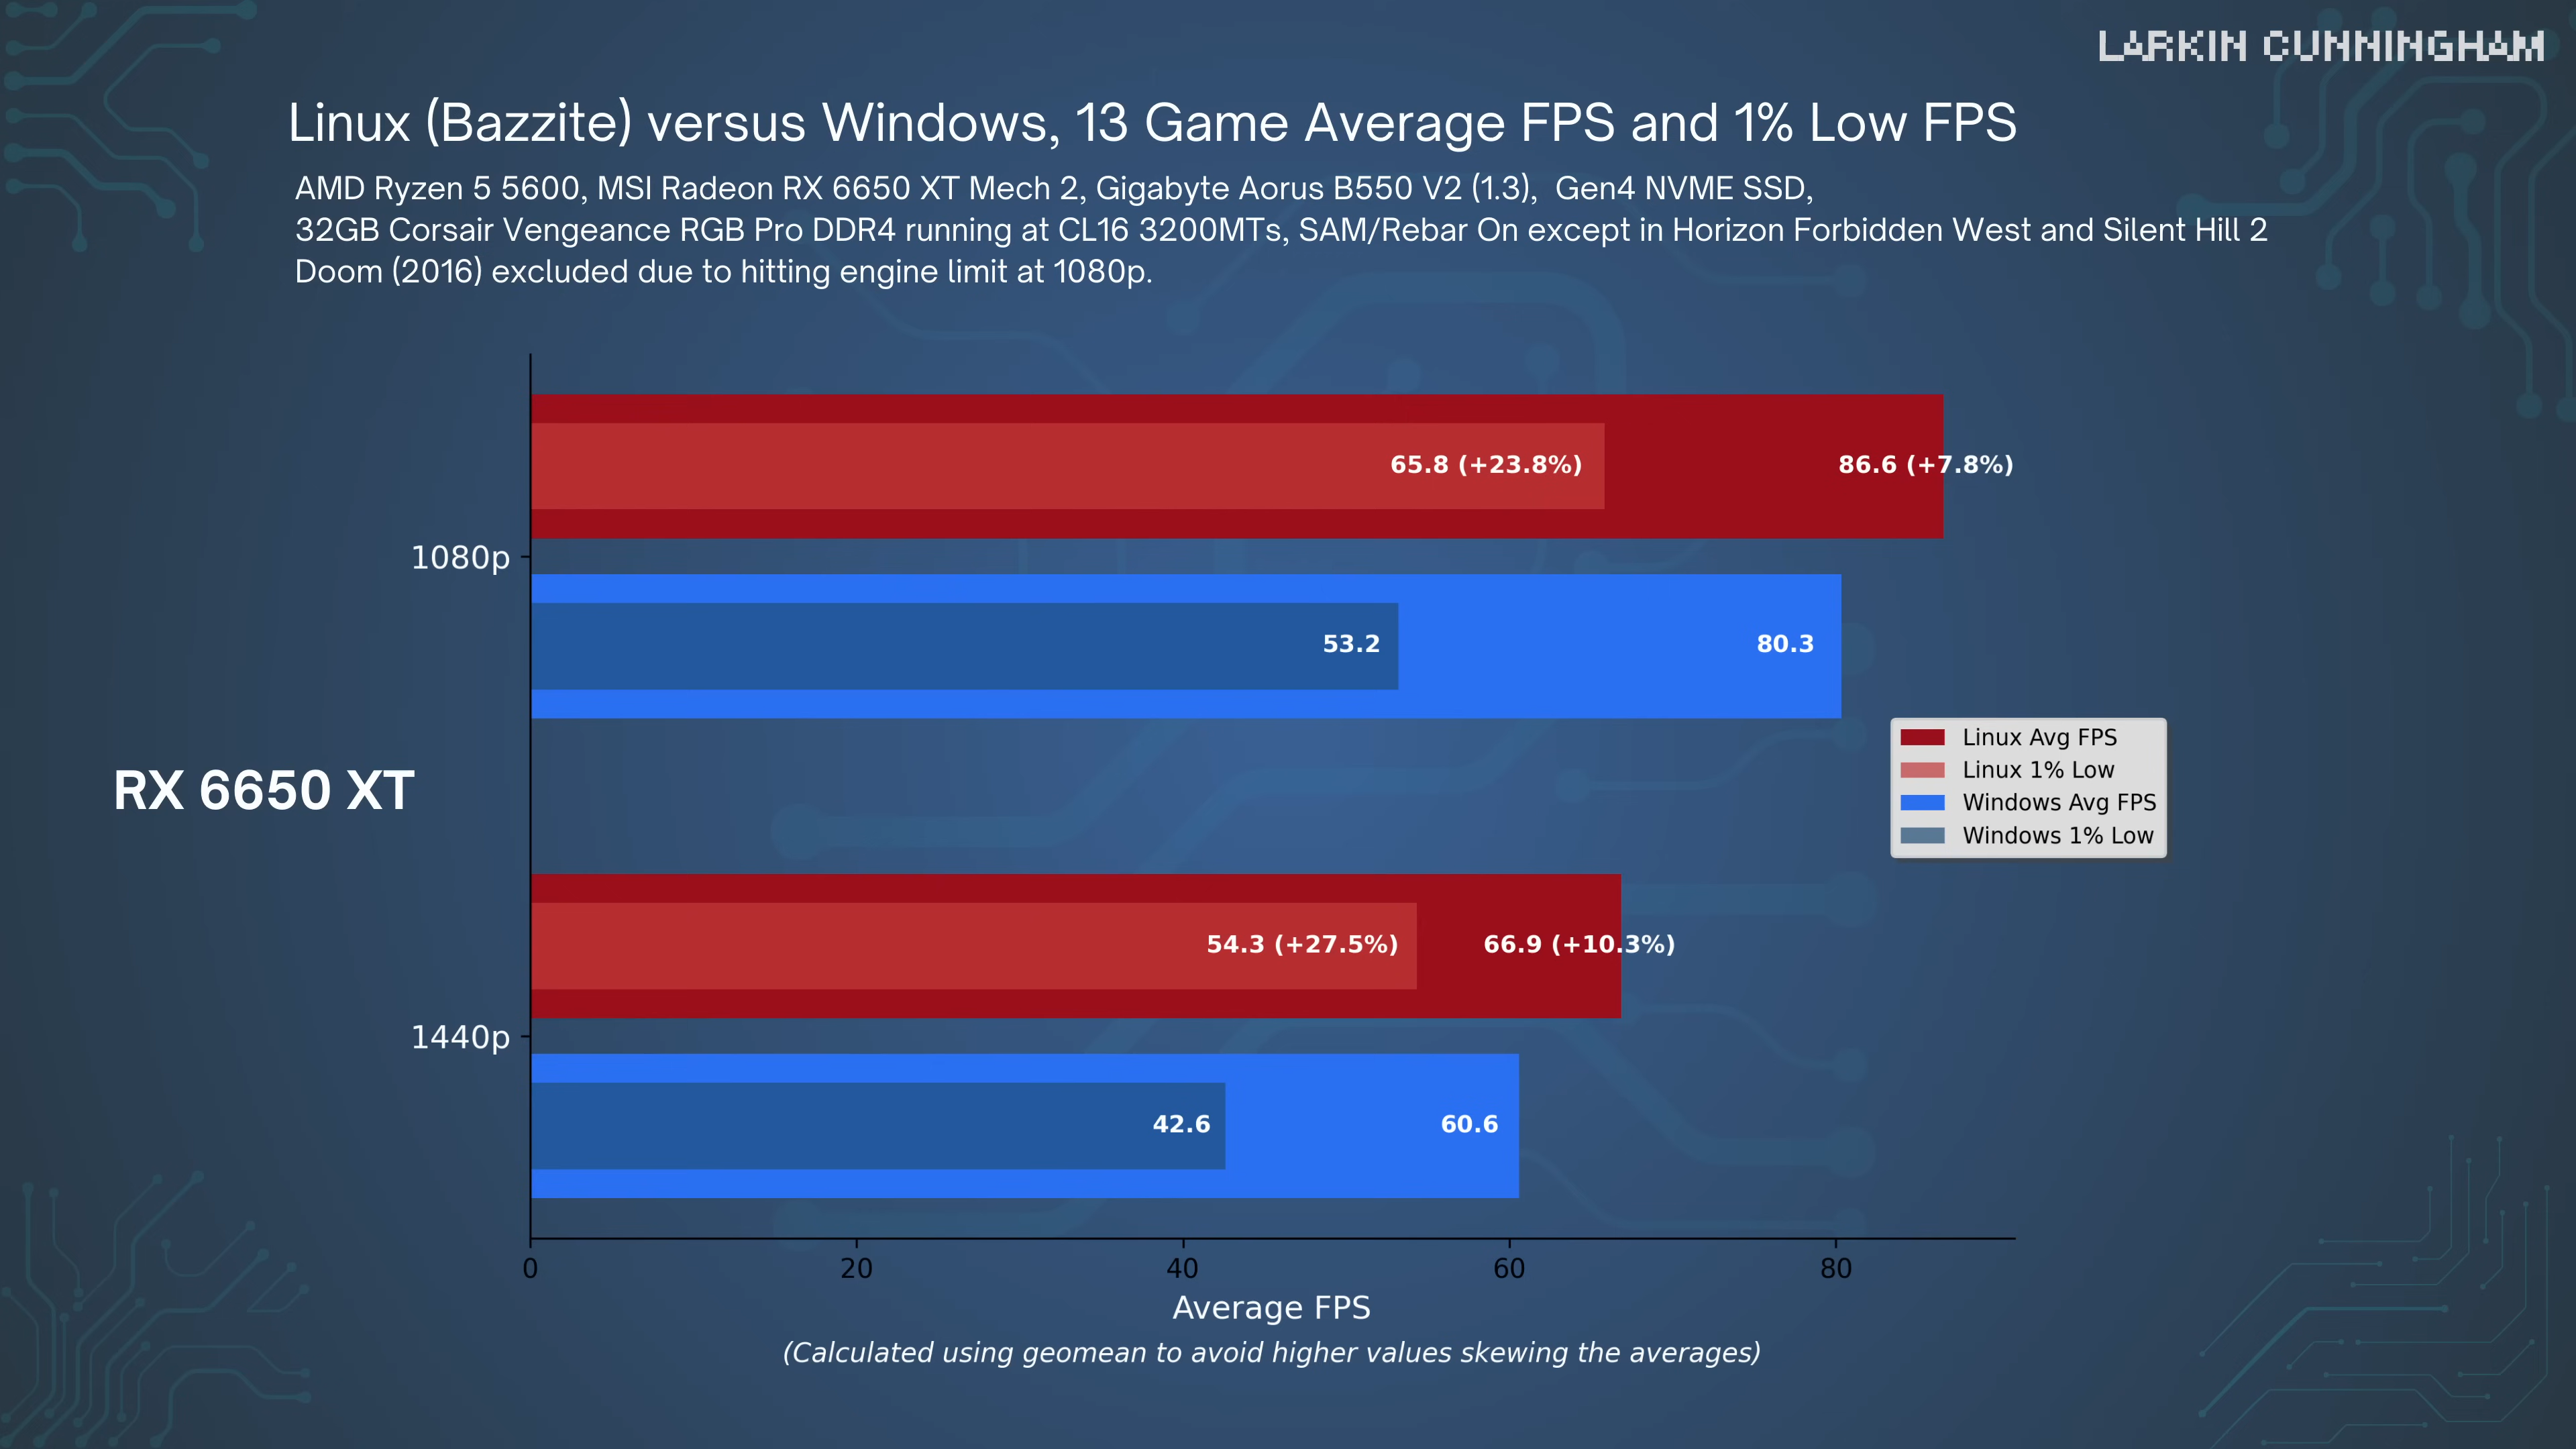 LARKIN CUNNINGHAM
Linux (Bazzite) versus Windows, 13 Game Average FPS and 1% Low FPS
AMD Ryzen 5 5600, MSI Radeon RX 6650 XT Mech 2, Gigabyte Aorus B550 V2 (1.3),  Gen4 NVME SSD,
32GB Corsair Vengeance RGB Pro DDR4 running at CL16 3200MTs, SAM/Rebar On except in Horizon Forbidden West and Silent Hill 2
Doom (2016) excluded due to hitting engine limit at 1080p.
65.8 (+23.8%) 86.6 (+7.8%)
1080p
53.2 80.3
Linux Avg FPS
Linux 1% Low
Windows Avg FPS
Windows 1% Low
RX 6650 XT
54.3 (+27.5%) 66.9 (+10.3%)
1440p
42.6 60.6
0 20 40 60 80
Average FPS
(Calculated using geomean to avoid higher values skewing the averages)